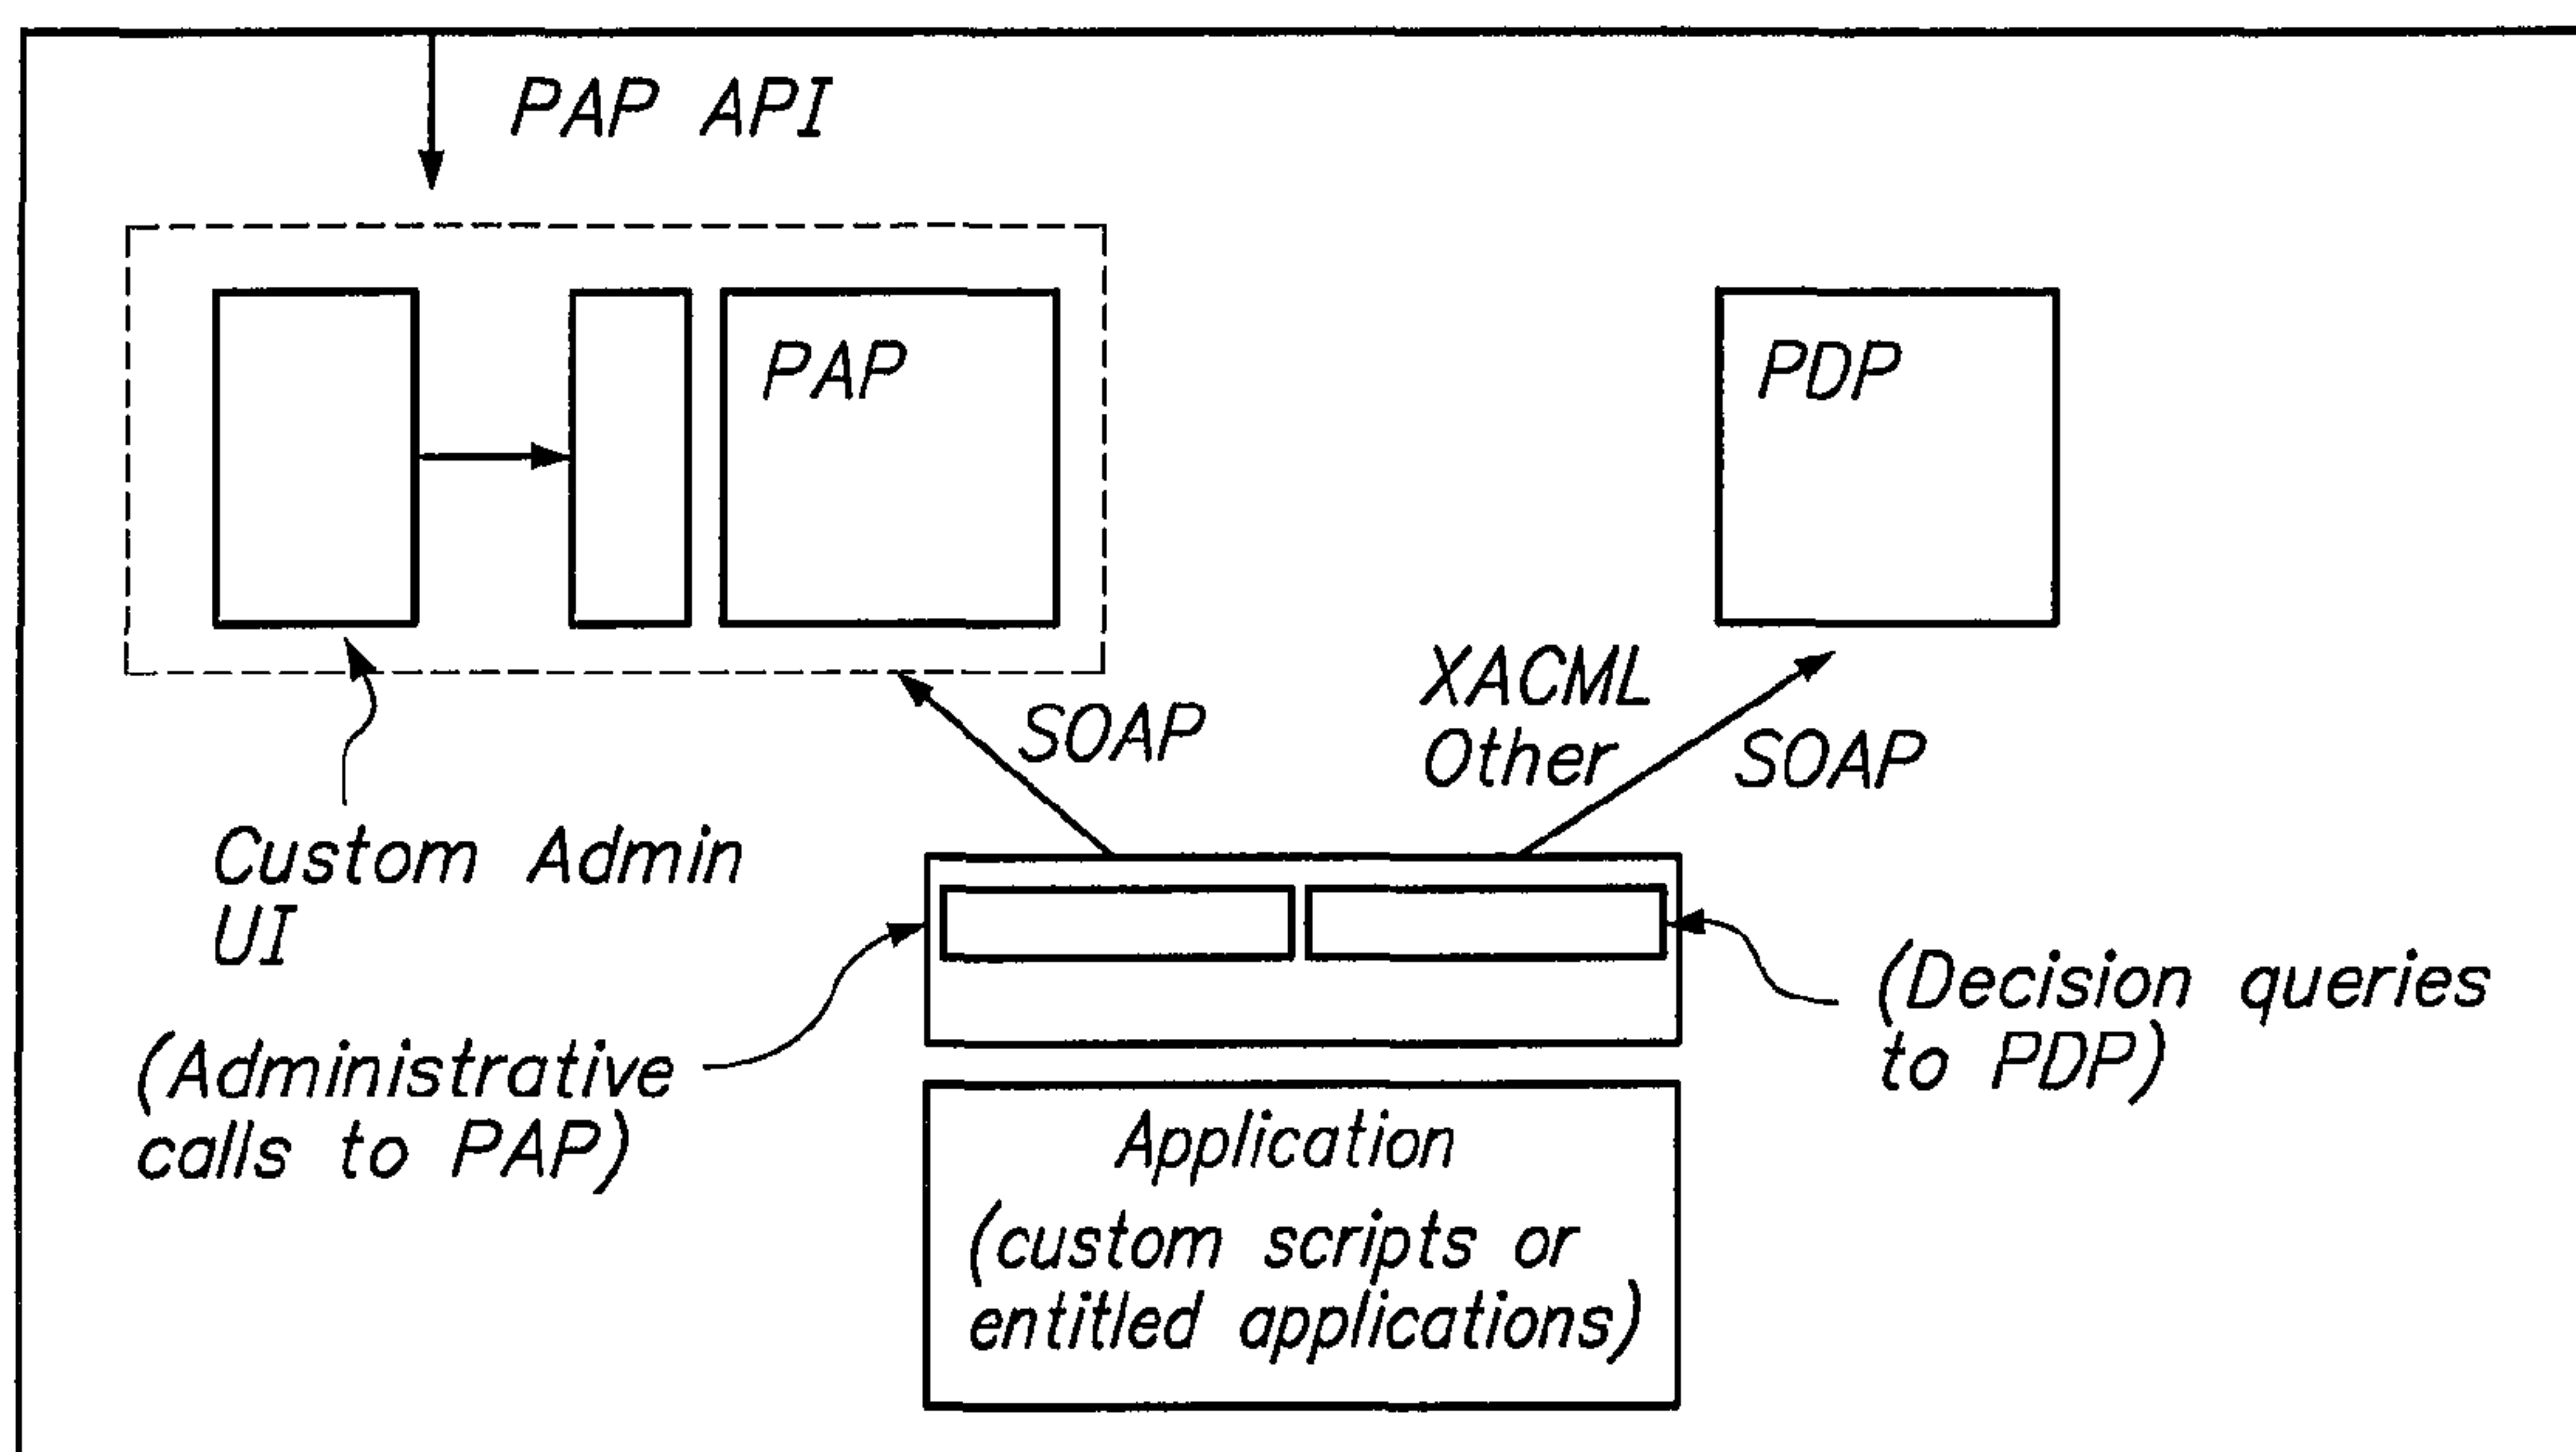 PAP API
PAP
PDP
XACML
Other
SOAP
SOAP
Custom Admin
UI
(Decision queries
to PDP)
(Administrative
calls to PAP)
Application
(custom scripts or
entitled applications)